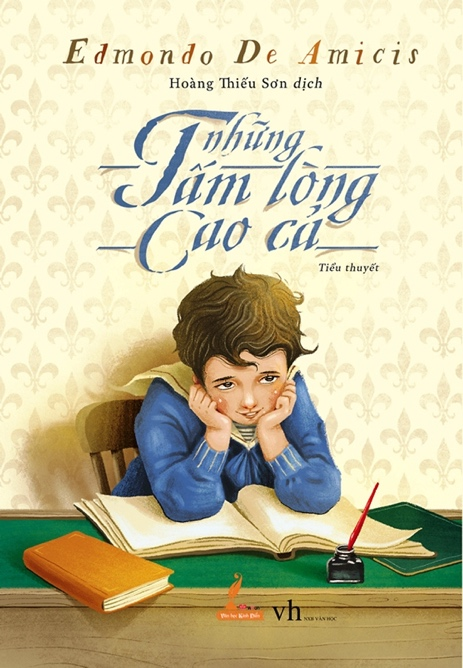 Edmondo De Amicis
Hoàng Thiếu Sơn dịch
những
Tấm lòng
Cao cả
Tiểu thuyết
vh NXB VĂN HỌC